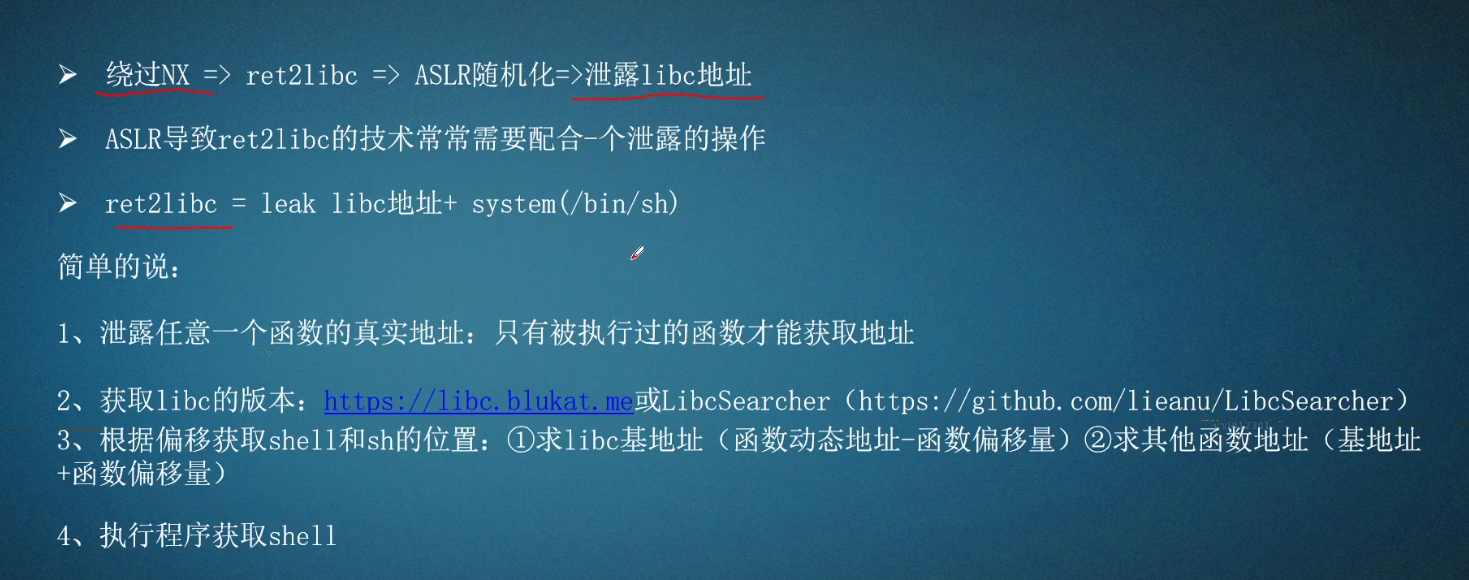 ➢ 绕过NX => ret2libc => ASLR随机化=>泄露libc地址
➢ ASLR导致ret2libc的技术常常需要配合一个泄露的操作
➢ ret2libc = leak libc地址+ system(/bin/sh)
简单的说：
1、泄露任意一个函数的真实地址：只有被执行过的函数才能获取地址
2、获取libc的版本：https://libc.blukat.me或LibcSearcher（https://github.com/lieanu/LibcSearcher）
3、根据偏移获取shell和sh的位置：①求libc基地址（函数动态地址-函数偏移量）②求其他函数地址（基地址
+函数偏移量）
4、执行程序获取shell